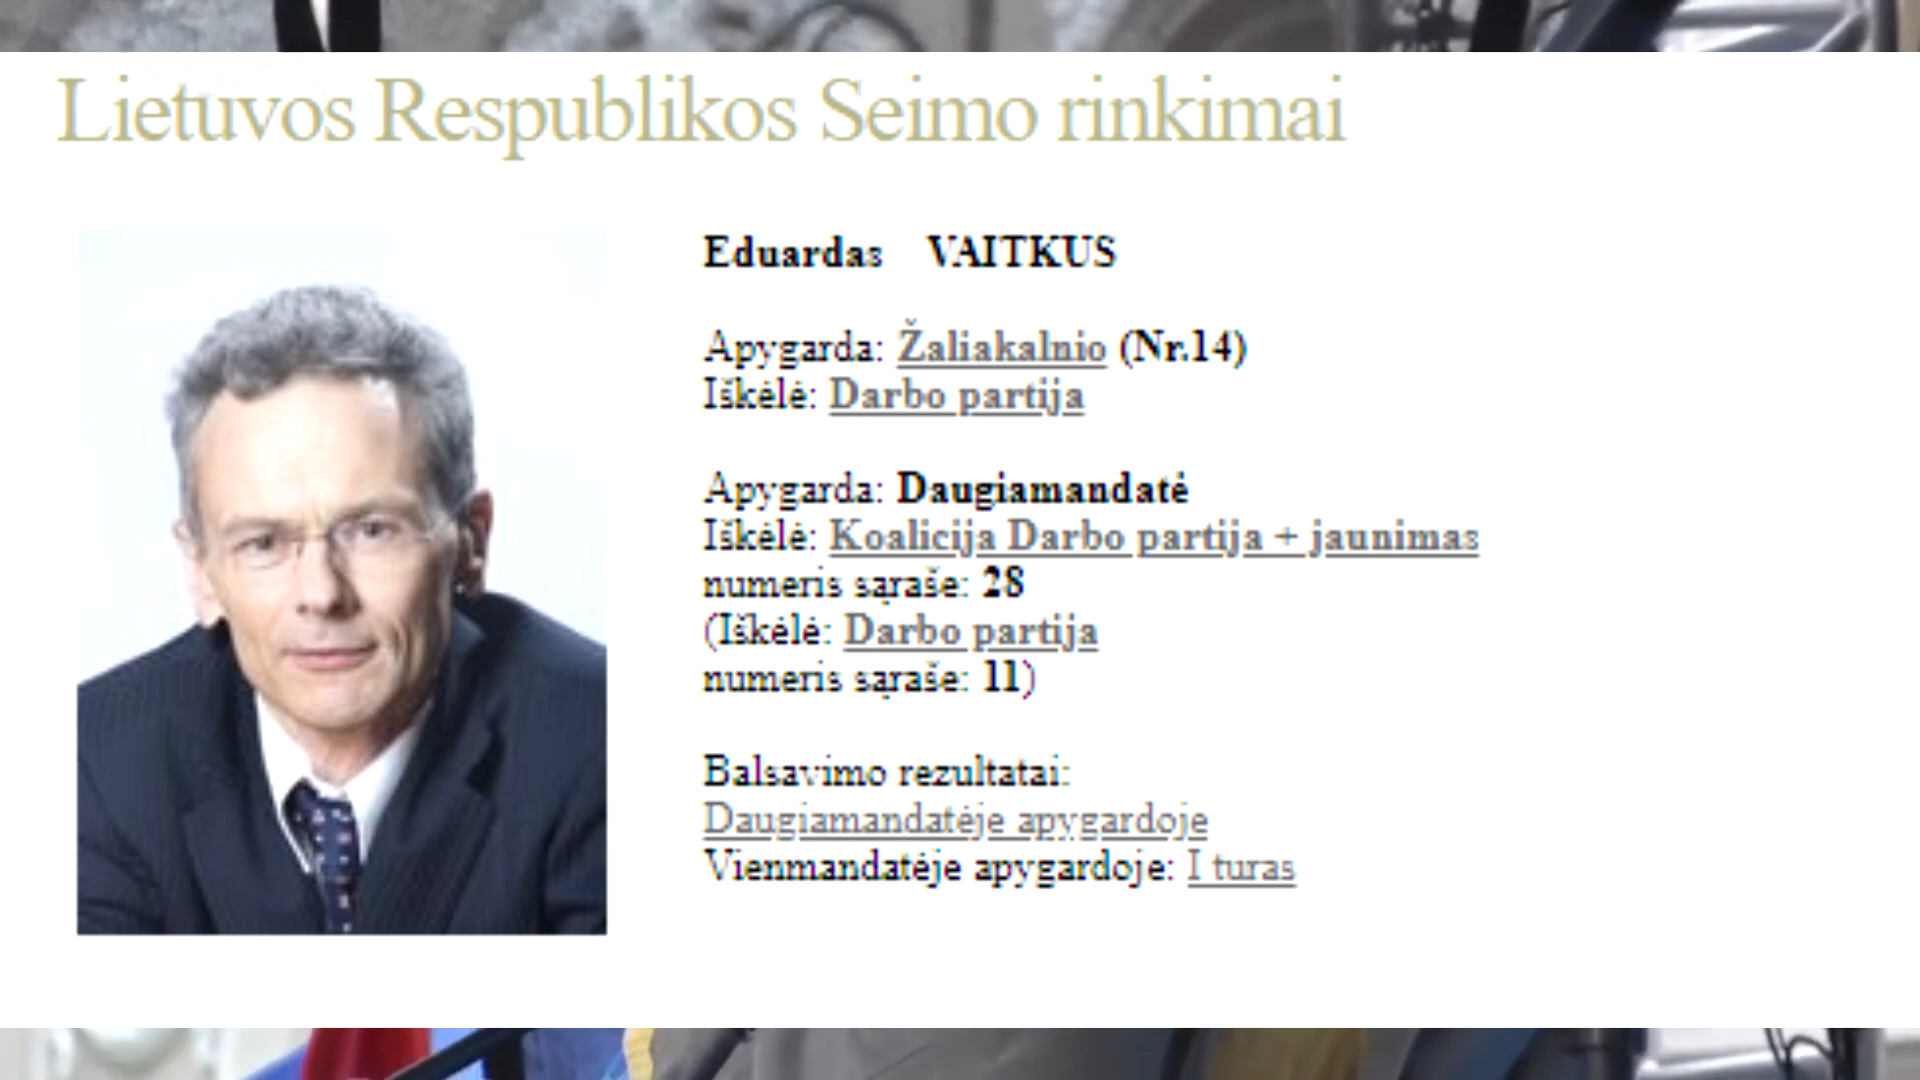 Lietuvos Respublikos Seimo rinkimai
Eduardas VAITKUS
Apygarda: Žaliakalnio (Nr.14)
Iškėlė: Darbo partija
Apygarda: Daugiamandatė
Iškėlė: Koalicija Darbo partija + jaunimas
numeris sąraše: 28
(Iškėlė: Darbo partija
numeris sąraše: 11)
Balsavimo rezultatai:
Daugiamandatėje apygardoje
Vienmandatėje apygardoje: I turas